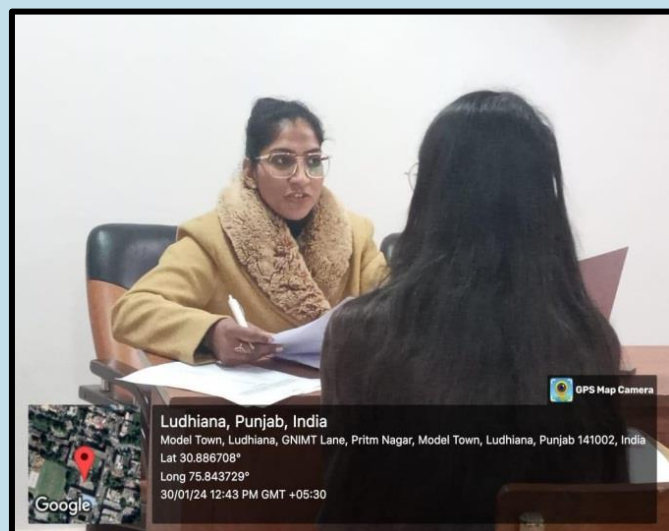 GPS Map Camera
Ludhiana, Punjab, India
Model Town, Ludhiana, GNIMT Lane, Pritm Nagar, Model Town, Ludhiana, Punjab 141002, India
Lat 30.886708°
Long 75.843729°
30/01/24 12:43 PM GMT +05:30
Google